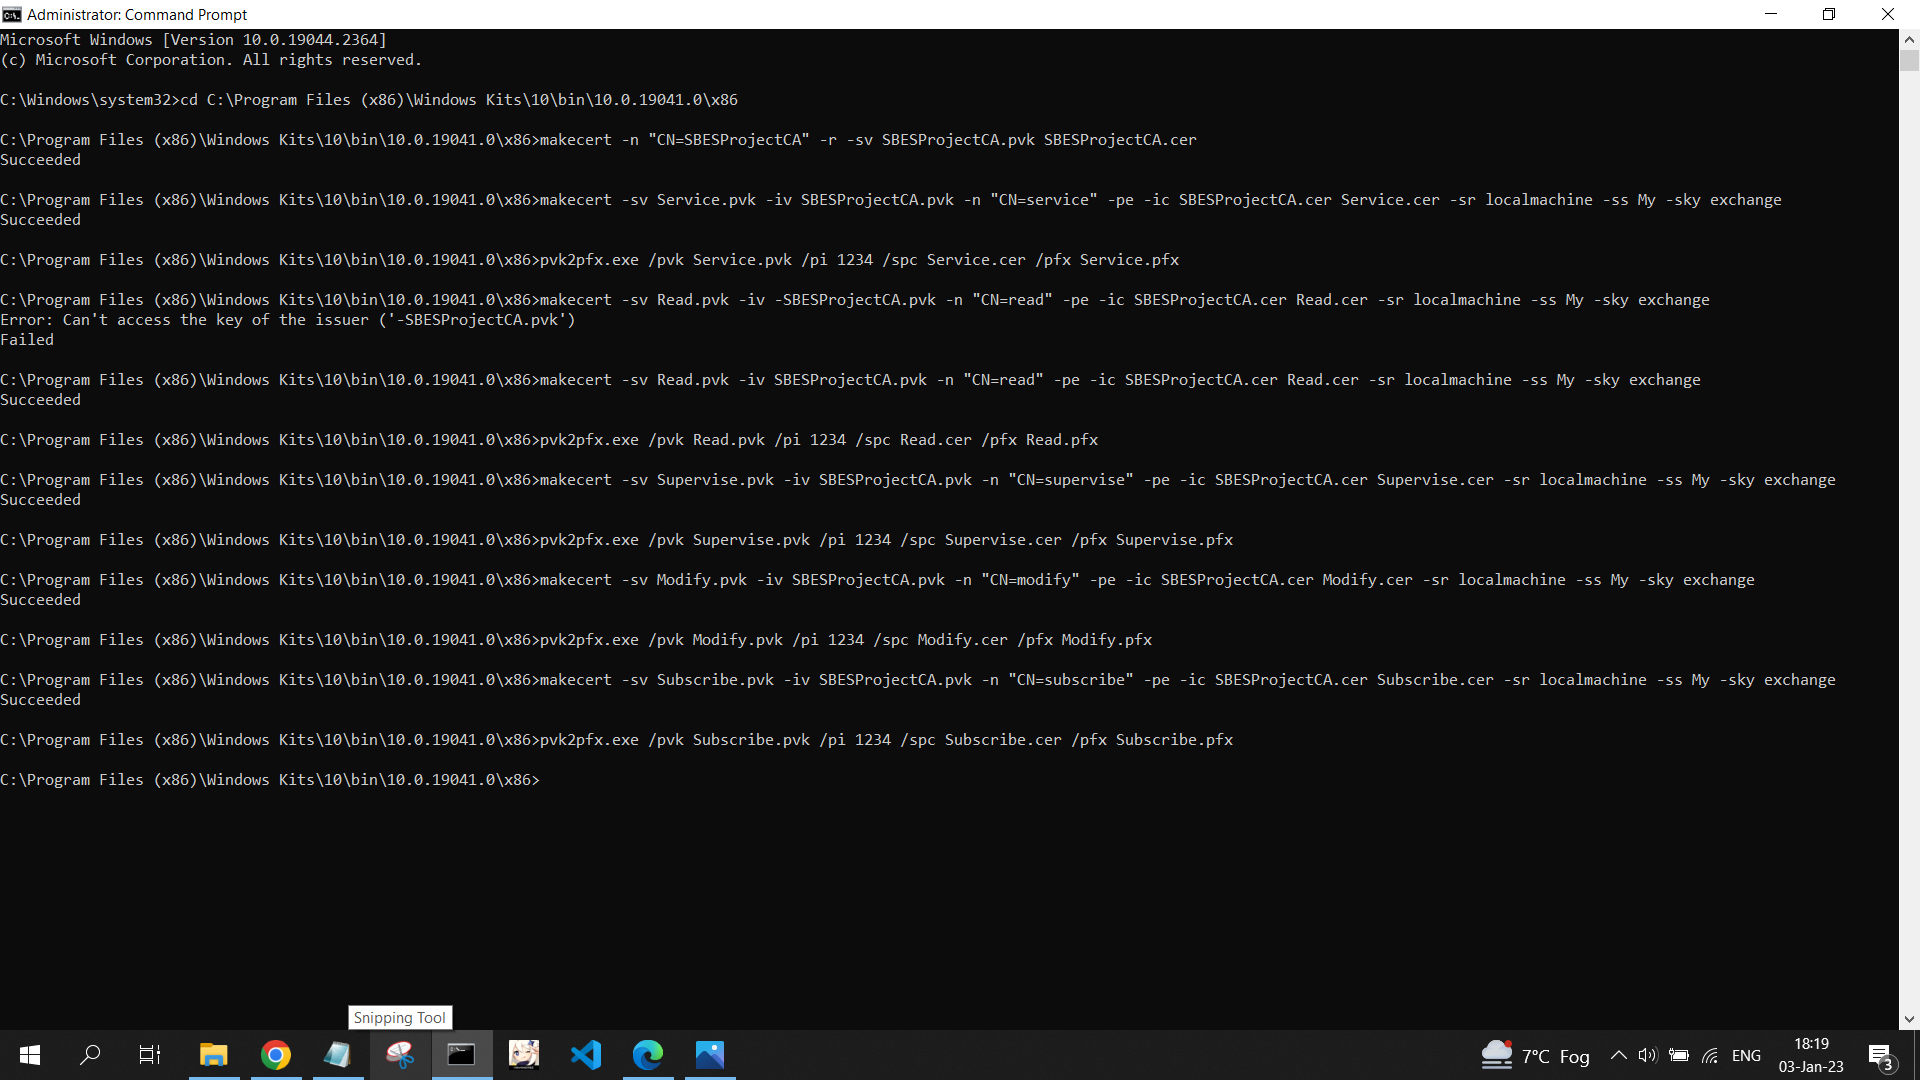 Administrator: Command Prompt
Microsoft Windows [Version 10.0.19044.2364]
(c) Microsoft Corporation. All rights reserved.
C:\Windows\system32>cd C:\Program Files (x86)\Windows Kits\10\bin\10.0.19041.0\x86
C:\Program Files (x86)\Windows Kits\10\bin\10.0.19041.0\x86>makecert -n "CN=SBESProjectCA" -r -sv SBESProjectCA.pvk SBESProjectCA.cer
Succeeded
C:\Program Files (x86)\Windows Kits\10\bin\10.0.19041.0\x86>makecert -sv Service.pvk -iv SBESProjectCA.pvk -n "CN=service" -pe -ic SBESProjectCA.cer Service.cer -sr localmachine -ss My -sky exchange
Succeeded
C:\Program Files (x86)\Windows Kits\10\bin\10.0.19041.0\x86>pvk2pfx.exe /pvk Service.pvk /pi 1234 /spc Service.cer /pfx Service.pfx
C:\Program Files (x86)\Windows Kits\10\bin\10.0.19041.0\x86>makecert -sv Read.pvk -iv -SBESProjectCA.pvk -n "CN=read" -pe -ic SBESProjectCA.cer Read.cer -sr localmachine -ss My -sky exchange
Error: Can't access the key of the issuer ('-SBESProjectCA.pvk')
Failed
C:\Program Files (x86)\Windows Kits\10\bin\10.0.19041.0\x86>makecert -sv Read.pvk -iv SBESProjectCA.pvk -n "CN=read" -pe -ic SBESProjectCA.cer Read.cer -sr localmachine -ss My -sky exchange
Succeeded
C:\Program Files (x86)\Windows Kits\10\bin\10.0.19041.0\x86>pvk2pfx.exe /pvk Read.pvk /pi 1234 /spc Read.cer /pfx Read.pfx
C:\Program Files (x86)\Windows Kits\10\bin\10.0.19041.0\x86>makecert -sv Supervise.pvk -iv SBESProjectCA.pvk -n "CN=supervise" -pe -ic SBESProjectCA.cer Supervise.cer -sr localmachine -ss My -sky exchange
Succeeded
C:\Program Files (x86)\Windows Kits\10\bin\10.0.19041.0\x86>pvk2pfx.exe /pvk Supervise.pvk /pi 1234 /spc Supervise.cer /pfx Supervise.pfx
C:\Program Files (x86)\Windows Kits\10\bin\10.0.19041.0\x86>makecert -sv Modify.pvk -iv SBESProjectCA.pvk -n "CN=modify" -pe -ic SBESProjectCA.cer Modify.cer -sr localmachine -ss My -sky exchange
Succeeded
C:\Program Files (x86)\Windows Kits\10\bin\10.0.19041.0\x86>pvk2pfx.exe /pvk Modify.pvk /pi 1234 /spc Modify.cer /pfx Modify.pfx
C:\Program Files (x86)\Windows Kits\10\bin\10.0.19041.0\x86>makecert -sv Subscribe.pvk -iv SBESProjectCA.pvk -n "CN=subscribe" -pe -ic SBESProjectCA.cer Subscribe.cer -sr localmachine -ss My -sky exchange
Succeeded
C:\Program Files (x86)\Windows Kits\10\bin\10.0.19041.0\x86>pvk2pfx.exe /pvk Subscribe.pvk /pi 1234 /spc Subscribe.cer /pfx Subscribe.pfx
C:\Program Files (x86)\Windows Kits\10\bin\10.0.19041.0\x86>
Snipping Tool
7°C Fog
ENG
18:19
03-Jan-23
3